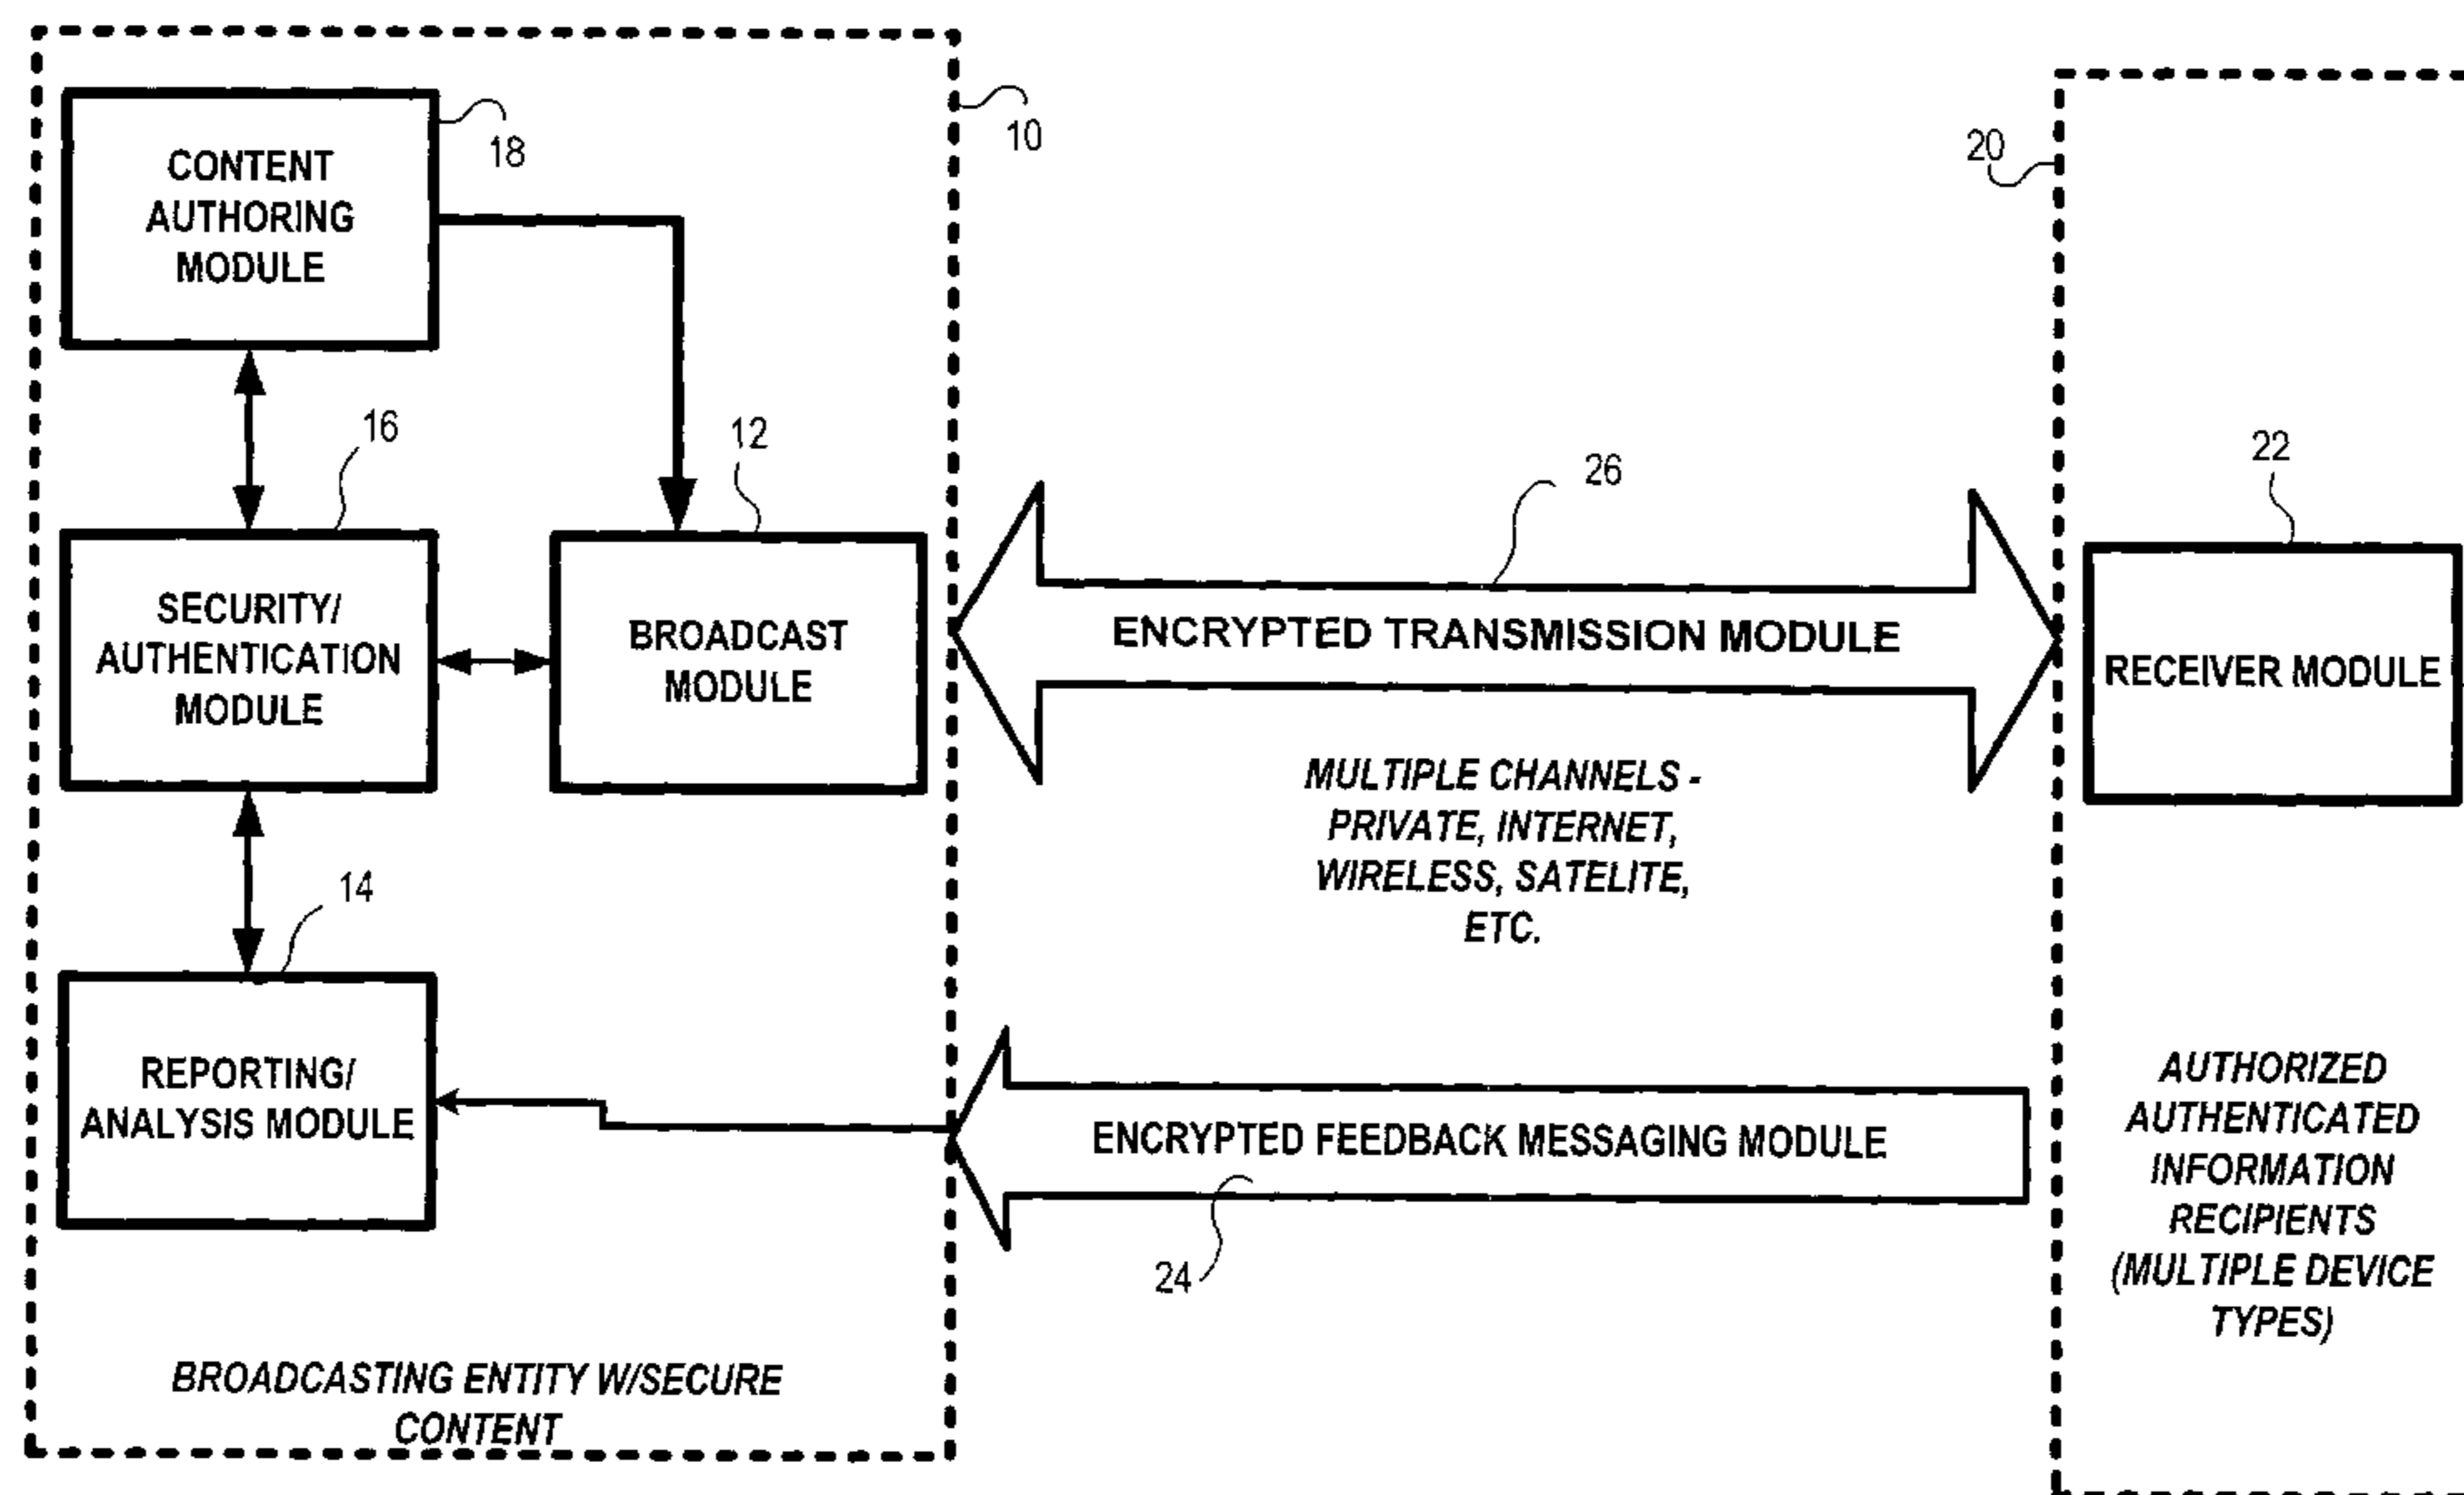 CONTENT
AUTHORING
MODULE
18
10
SECURITY/
AUTHENTICATION
MODULE
16
BROADCAST
MODULE
12
REPORTING/
ANALYSIS MODULE
14
BROADCASTING ENTITY W/SECURE
CONTENT
26
ENCRYPTED TRANSMISSION MODULE
MULTIPLE CHANNELS -
PRIVATE, INTERNET,
WIRELESS, SATELITE,
ETC.
ENCRYPTED FEEDBACK MESSAGING MODULE
24
20
22
RECEIVER MODULE
AUTHORIZED
AUTHENTICATED
INFORMATION
RECIPIENTS
(MULTIPLE DEVICE
TYPES)